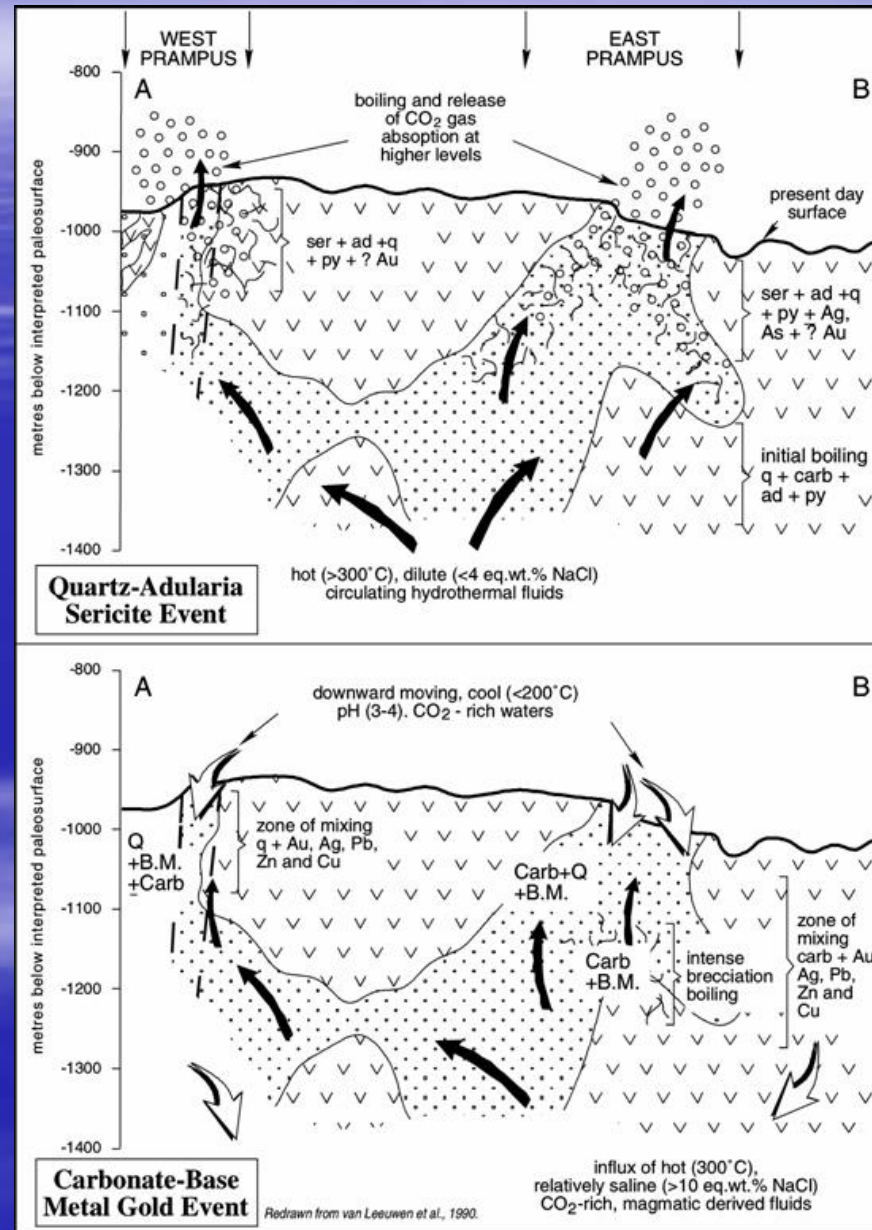 WEST
PRAMPUS
EAST
PRAMPUS
-800
A
B
boiling and release
of CO2 gas
absoption at
higher levels
-900
present day
surface
-1000
ser + ad +q
+ py + ? Au
ser + ad +q
+ py + Ag,
As + ? Au
-1100
-1200
initial boiling
q + carb +
ad + py
-1300
-1400
metres below interpreted paleosurface
Quartz-Adularia
Sericite Event
hot (>300˚C), dilute (<4 eq.wt.% NaCl)
circulating hydrothermal fluids
-800
A
B
downward moving, cool (<200˚C)
pH (3-4). CO2 - rich waters
-900
-1000
Q
+B.M.
+Carb
zone of mixing
q + Au, Ag, Pb,
Zn and Cu
Carb+Q
+B.M.
-1100
Carb
+B.M.
intense
brecciation
boiling
zone of
mixing
carb + Au
Ag, Pb,
Zn and
Cu
-1200
-1300
-1400
metres below interpreted paleosurface
Carbonate-Base
Metal Gold Event
Redrawn from van Leeuwen et al., 1990.
influx of hot (300˚C),
relatively saline (>10 eq.wt.% NaCl)
CO2-rich, magmatic derived fluids